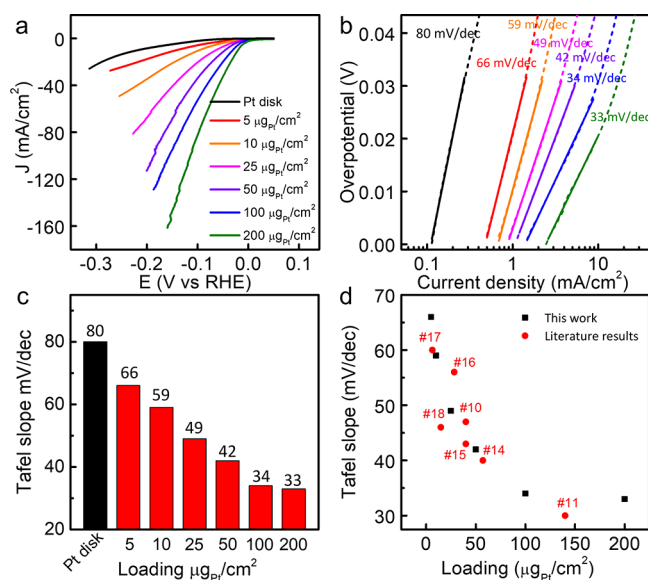 a
0
-40
-80
-120
-160
J (mA/cm²)
-0.3 -0.2 -0.1 0.0 0.1
E (V vs RHE)
Pt disk
5 μgPt/cm²
10 μgPt/cm²
25 μgPt/cm²
50 μgPt/cm²
100 μgPt/cm²
200 μgPt/cm²
b
0.04
0.03
0.02
0.01
0.00
Overpotential (V)
0.1 1 10
Current density (mA/cm²)
80 mV/dec
59 mV/dec
49 mV/dec
42 mV/dec
66 mV/dec
34 mV/dec
33 mV/dec
c
100
80
60
40
20
Tafel slope mV/dec
80
66
59
49
42
34
33
Pt disk 5 10 25 50 100 200
Loading μgPt/cm²
d
70
60
50
40
30
Tafel slope (mV/dec)
This work
Literature results
#17
#16
#18
#10
#15
#14
#11
0 50 100 150 200
Loading (μgPt/cm²)